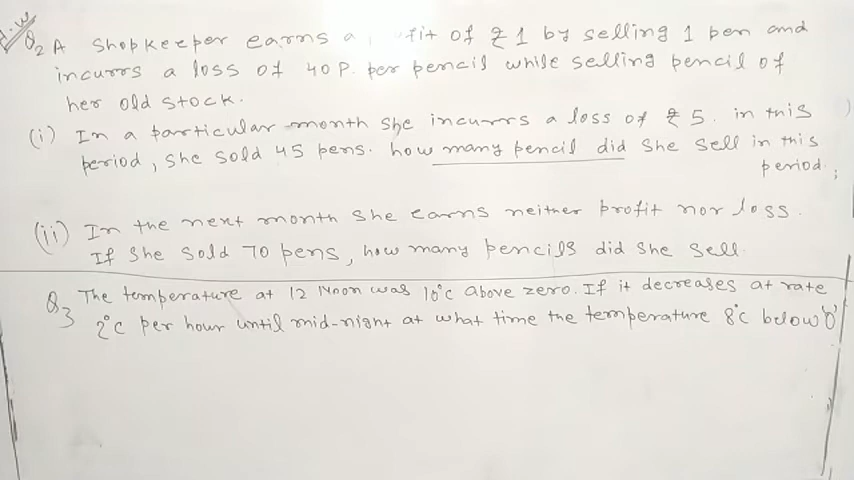 H.W
Q2 A Shopkeeper earns a fit of ₹1 by selling 1 pen and
incurrs a loss of 40 P. per pencil while selling pencil of
her old stock.
(i) In a particular month she incurrs a loss of ₹5. in this
period, she sold 45 pens. how many pencil did she sell in this
period.
(ii) In the next month she earns neither profit nor loss.
If she sold 70 pens, how many pencils did she sell.
Q3 The temperature at 12 Noon was 10°C above zero. If it decreases at rate
2°C per hour until mid-night at what time the temperature 8°C below '0'